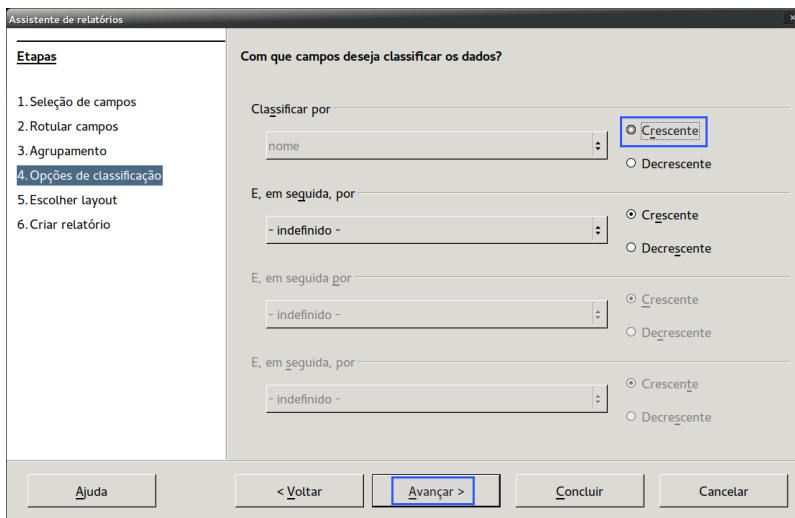 Assistente de relatórios
Etapas
1. Seleção de campos
2. Rotular campos
3. Agrupamento
4. Opções de classificação
5. Escolher layout
6. Criar relatório
Com que campos deseja classificar os dados?
Classificar por
nome
Crescente
Decrescente
E, em seguida, por
- indefinido -
Crescente
Decrescente
E, em seguida por
- indefinido -
Crescente
Decrescente
E, em seguida, por
- indefinido -
Crescente
Decrescente
Ajuda
< Voltar
Avançar >
Concluir
Cancelar